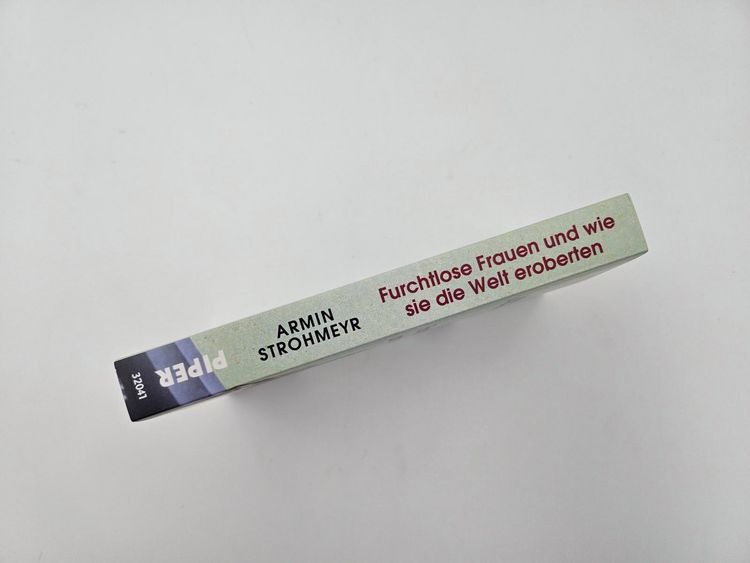 Furchtlose Frauen und wie
sie die Welt eroberten
ARMIN
STROHMEYR
PIPER
32041